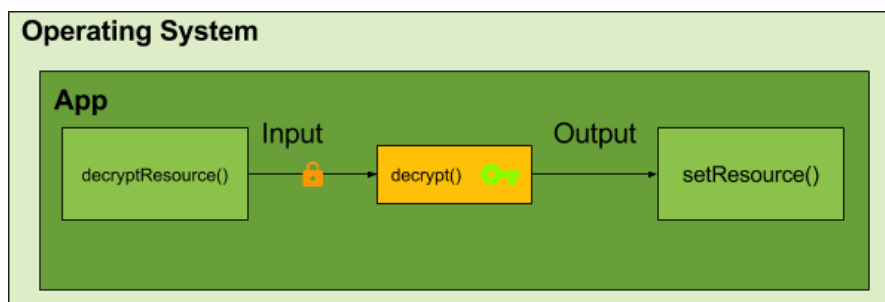 Operating System
App
Input
Output
decryptResource()
decrypt()
setResource()